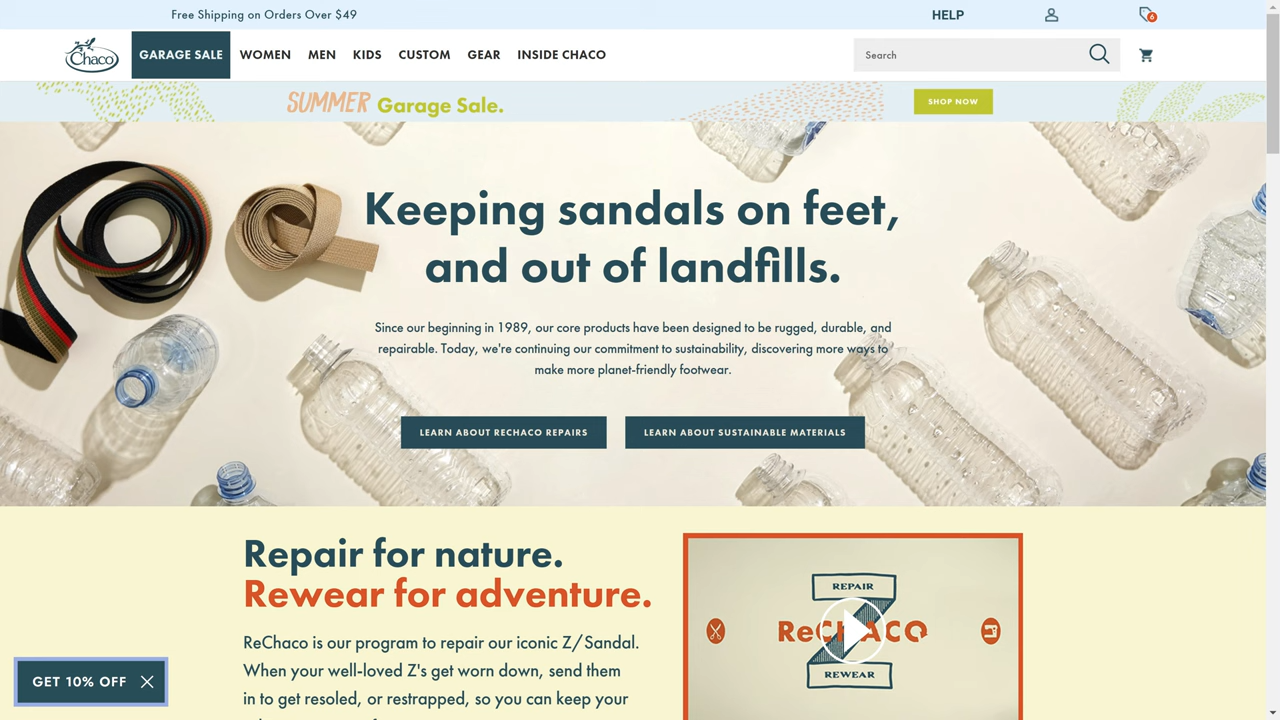 Free Shipping on Orders Over $49
HELP
6
Chaco
GARAGE SALE
WOMEN
MEN
KIDS
CUSTOM
GEAR
INSIDE CHACO
Search
SUMMER Garage Sale.
SHOP NOW
Keeping sandals on feet,
and out of landfills.
Since our beginning in 1989, our core products have been designed to be rugged, durable, and
repairable. Today, we're continuing our commitment to sustainability, discovering more ways to
make more planet-friendly footwear.
LEARN ABOUT RECHACO REPAIRS
LEARN ABOUT SUSTAINABLE MATERIALS
Repair for nature.
Rewear for adventure.
ReChaco is our program to repair our iconic Z/Sandal.
When your well-loved Z's get worn down, send them
in to get resoled, or restrapped, so you can keep your
REPAIR
ReCHACO
REWEAR
GET 10% OFF